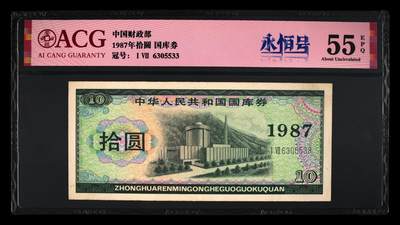 ACG
AI CANG GUARANTY
中国财政部
1987年拾圆 国库券
冠号: I VII 6305533
永恒号
55 EPQ
About Uncirculated
10
中华人民共和国国库券
拾圆
1987
I VII 6305533
10
ZHONGHUARENMINGONGHEGUOGUOKUQUAN